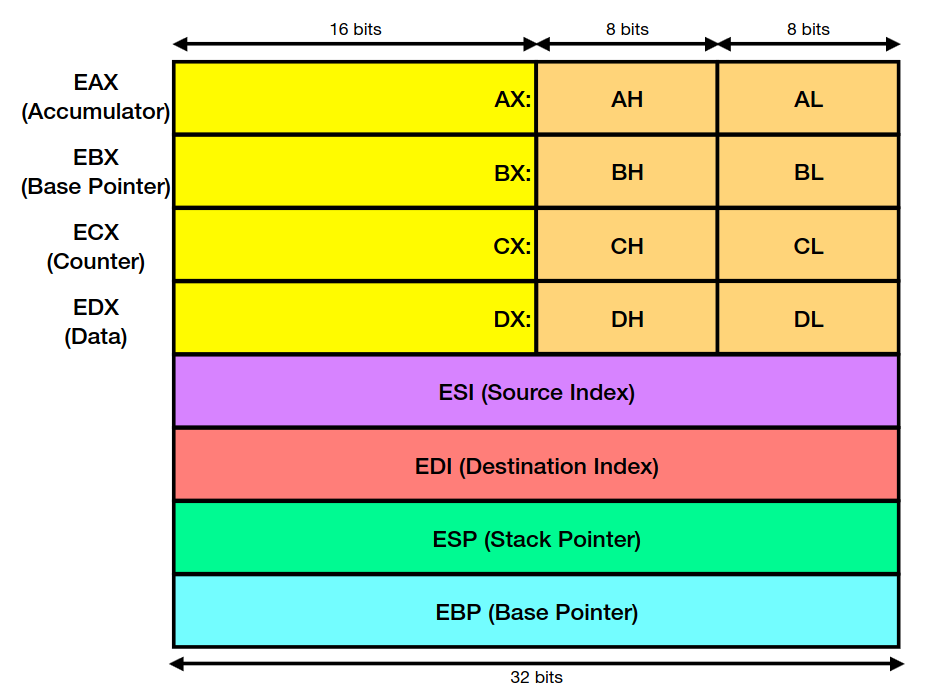 16 bits 8 bits 8 bits
EAX
(Accumulator)
AX: AH AL
EBX
(Base Pointer)
BX: BH BL
ECX
(Counter)
CX: CH CL
EDX
(Data)
DX: DH DL
ESI (Source Index)
EDI (Destination Index)
ESP (Stack Pointer)
EBP (Base Pointer)
32 bits